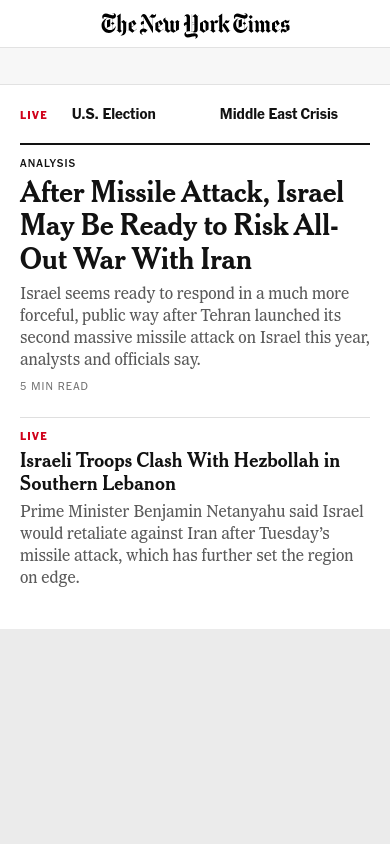 The New York Times
LIVE U.S. Election Middle East Crisis
ANALYSIS
After Missile Attack, Israel
May Be Ready to Risk All-
Out War With Iran
Israel seems ready to respond in a much more
forceful, public way after Tehran launched its
second massive missile attack on Israel this year,
analysts and officials say.
5 MIN READ
LIVE
Israeli Troops Clash With Hezbollah in
Southern Lebanon
Prime Minister Benjamin Netanyahu said Israel
would retaliate against Iran after Tuesday’s
missile attack, which has further set the region
on edge.